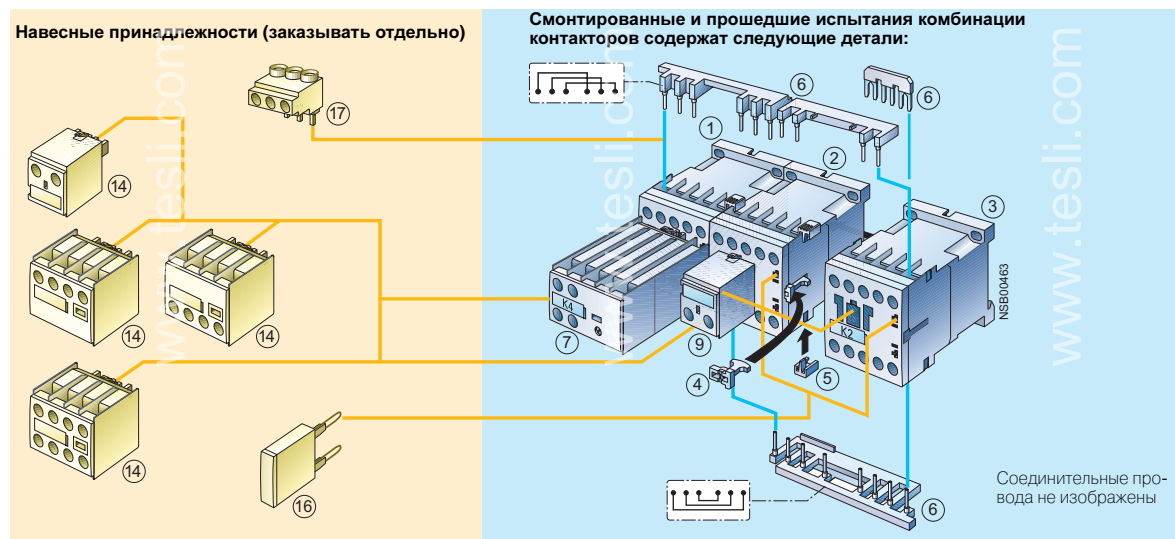 Навесные принадлежности (заказывать отдельно)
Смонтированные и прошедшие испытания комбинации
контакторов содержат следующие детали:
6
6
17
1
2
14
3
NSB00463
K4
K2
14
14
7
9
4
5
14
16
6
Соединительные про-
вода не изображены
www.tesli.com
www.tesli.com
www.tesli.com